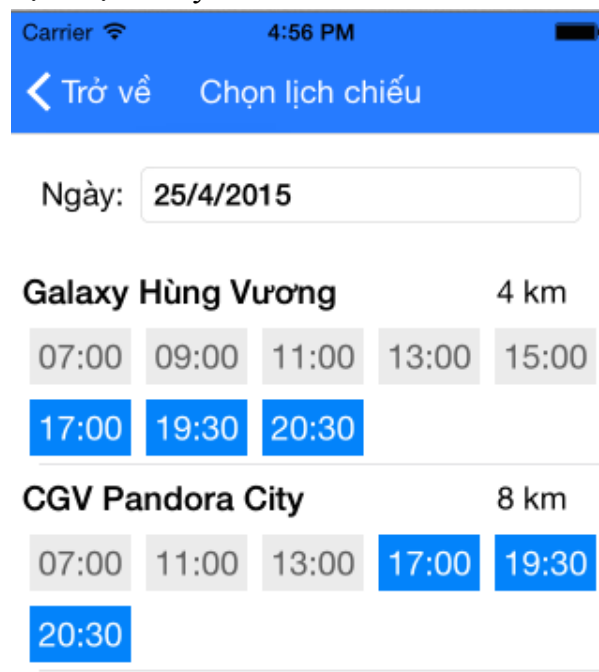 Carrier 4:56 PM
Trở về Chọn lịch chiếu
Ngày: 25/4/2015
Galaxy Hùng Vương 4 km
07:00 09:00 11:00 13:00 15:00
17:00 19:30 20:30
CGV Pandora City 8 km
07:00 11:00 13:00 17:00 19:30
20:30